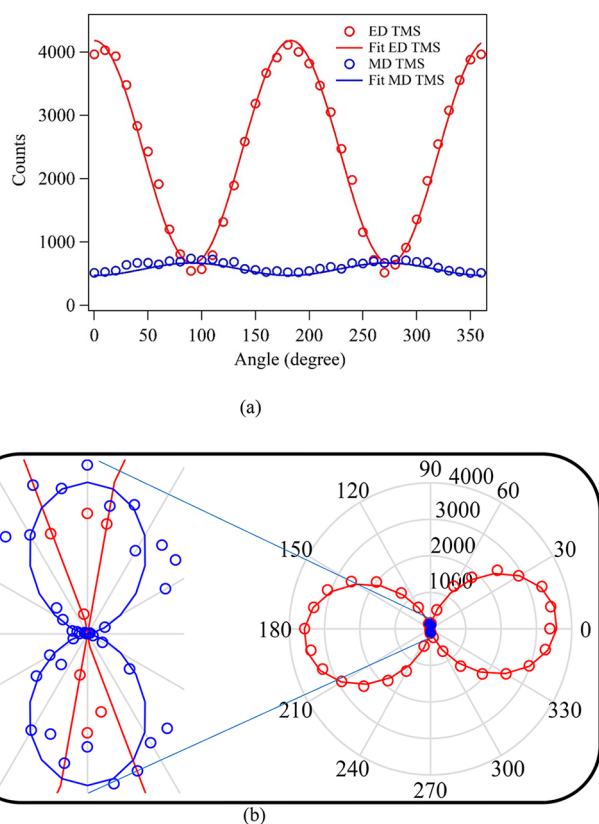 ED TMS
Fit ED TMS
MD TMS
Fit MD TMS
4000
3000
2000
1000
0
Counts
0 50 100 150 200 250 300 350
Angle (degree)
(a)
90 4000
120 60
3000
150 2000 30
1000
180 0
210 330
240 300
270
(b)